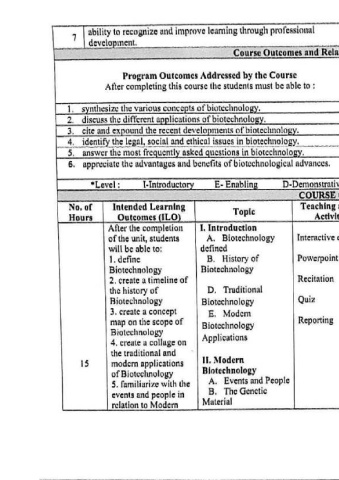 7 ability to recognize and improve learning through professional
development.
Course Outcomes and Rela
Program Outcomes Addressed by the Course
After completing this course the students must be able to :
1. synthesize the various concepts of biotechnology.
2. discuss the different applications of biotechnology.
3. cite and expound the recent developments of biotechnology.
4. identify the legal, social and ethical issues in biotechnology.
5. answer the most frequently asked questions in biotechnology.
6. appreciate the advantages and benefits of biotechnological advances.
*Level : I-Introductory E- Enabling D-Demonstrativ
COURSE
No. of
Hours
Intended Learning
Outcomes (ILO)
Topic
Teaching
Activit
15
After the completion
of the unit, students
will be able to:
1. define
Biotechnology
2. create a timeline of
the history of
Biotechnology
3. create a concept
map on the scope of
Biotechnology
4. create a collage on
the traditional and
modern applications
of Biotechnology
5. familiarize with the
events and people in
relation to Modern
I. Introduction
A. Biotechnology
defined
B. History of
Biotechnology
D. Traditional
Biotechnology
E. Modern
Biotechnology
Applications
II. Modern
Biotechnology
A. Events and People
B. The Genetic
Material
Interactive
Powerpoint
Recitation
Quiz
Reporting